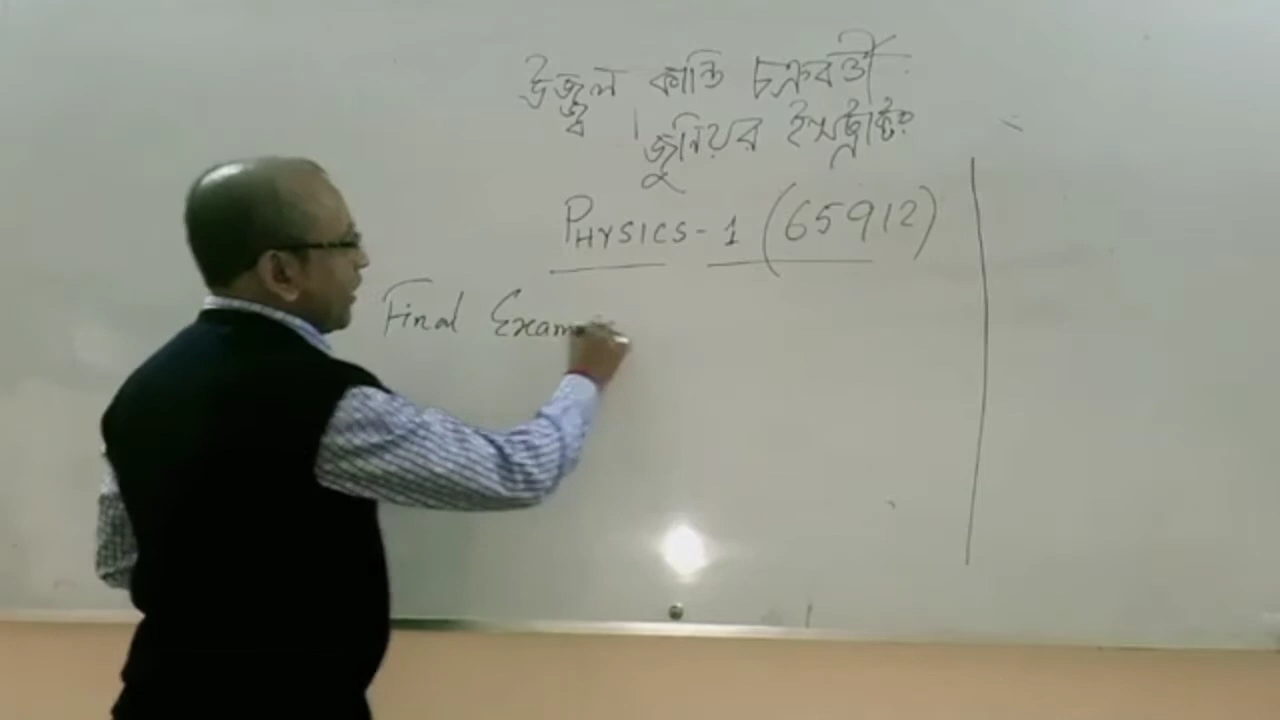 উজ্জ্বল কান্তি চক্রবর্ত্তী
জুনিয়র ইন্সট্রাক্টর
PHYSICS-1 (65912)
Final Exam